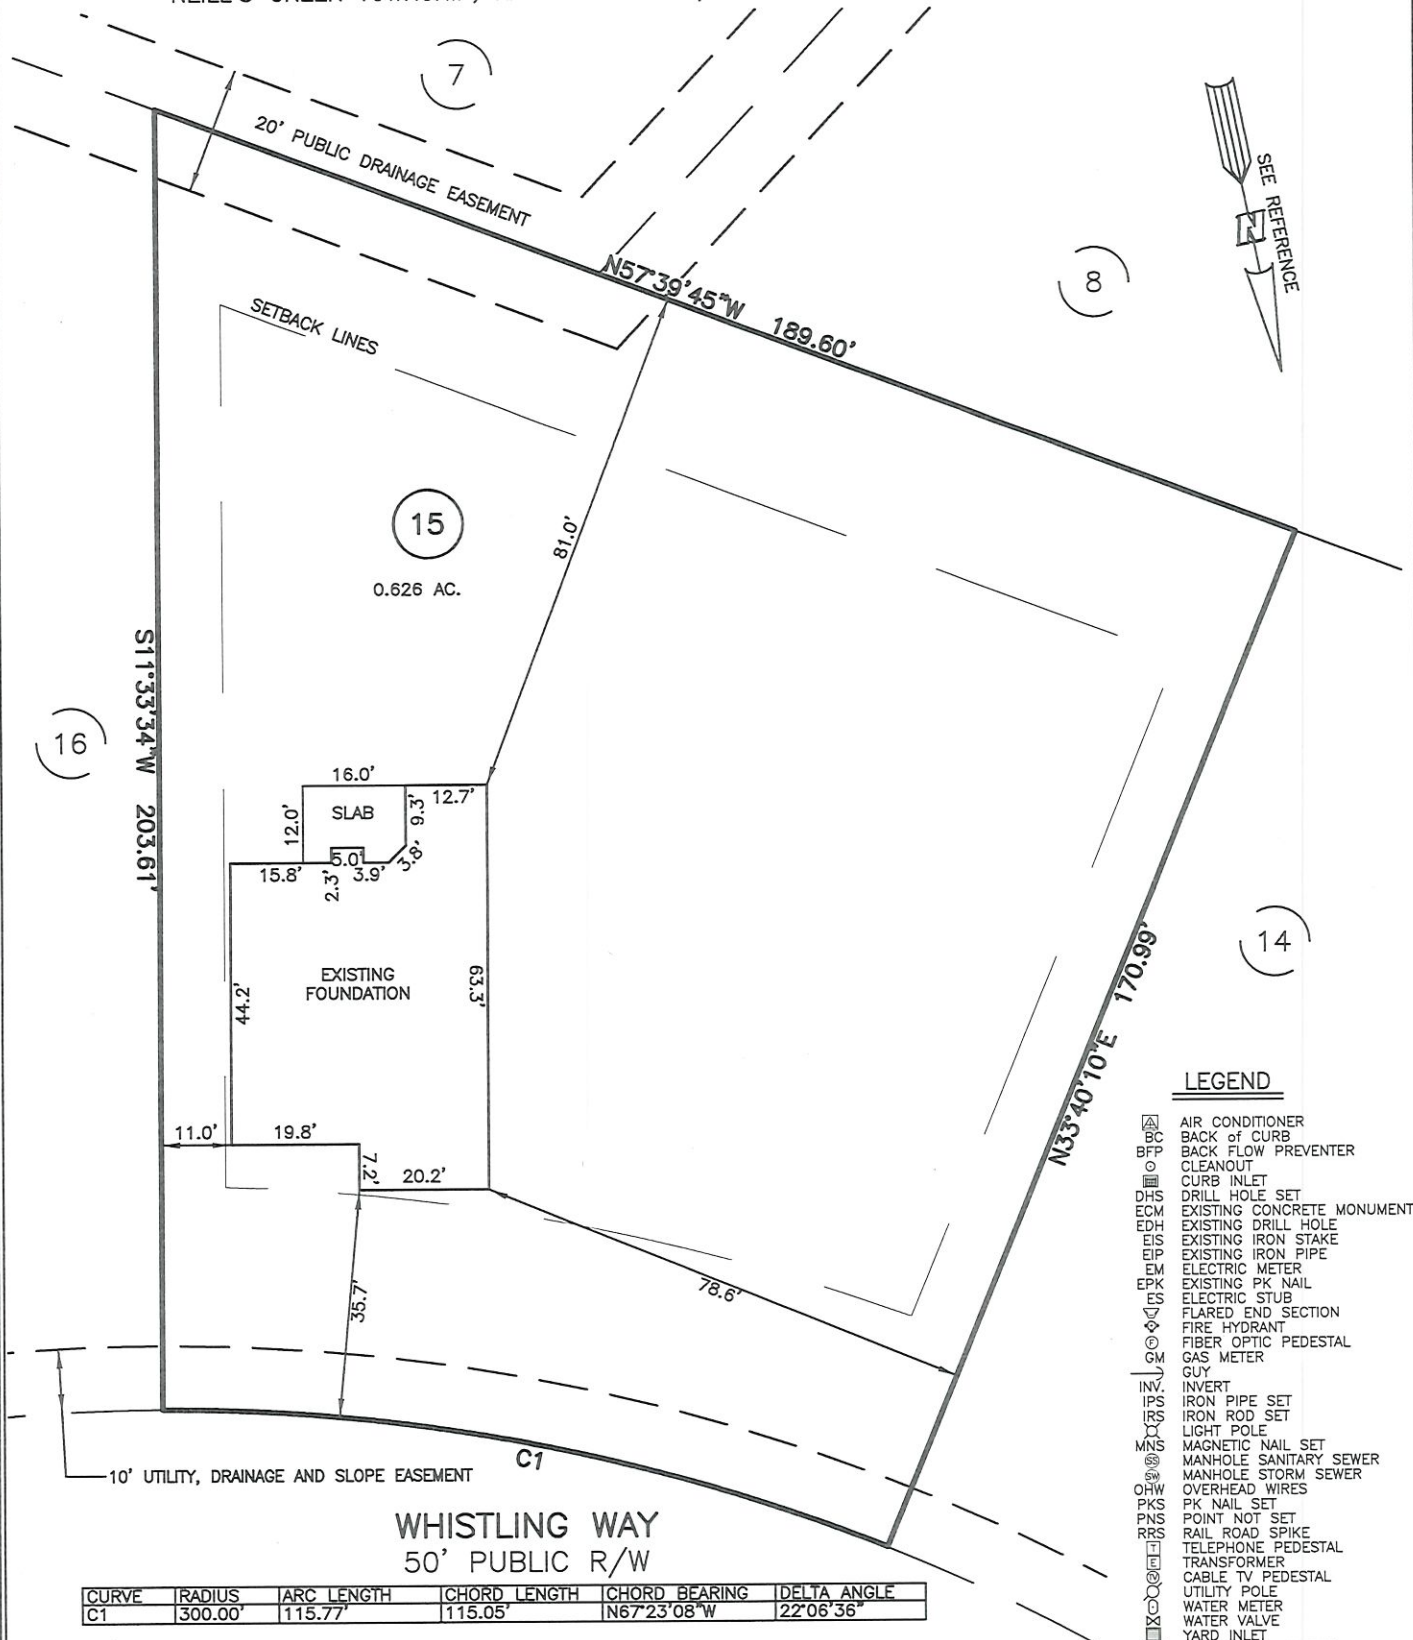 7
20' PUBLIC DRAINAGE EASEMENT
SEE REFERENCE
N
8
N57°39'45"W 189.60'
SETBACK LINES
15
0.626 AC.
81.0'
S11°33'34"W 203.61'
16
16.0'
12.7'
12.0'
SLAB
9.3'
5.0'
3.8'
15.8'
2.3'
3.9'
14
N33°40'10"E 170.99'
EXISTING
FOUNDATION
44.2'
63.3'
11.0'
19.8'
7.2'
20.2'
35.7'
78.6'
C1
10' UTILITY, DRAINAGE AND SLOPE EASEMENT
WHISTLING WAY
50' PUBLIC R/W
CURVE RADIUS ARC LENGTH CHORD LENGTH CHORD BEARING DELTA ANGLE
C1 300.00' 115.77' 115.05' N67°23'08"W 22°06'36"
LEGEND
A AIR CONDITIONER
BC BACK of CURB
BFP BACK FLOW PREVENTER
CLEANOUT
CURB INLET
DHS DRILL HOLE SET
ECM EXISTING CONCRETE MONUMENT
EDH EXISTING DRILL HOLE
EIS EXISTING IRON STAKE
EIP EXISTING IRON PIPE
EM ELECTRIC METER
EPK EXISTING PK NAIL
ES ELECTRIC STUB
FLARED END SECTION
FIRE HYDRANT
F FIBER OPTIC PEDESTAL
GM GAS METER
GUY
INV. INVERT
IPS IRON PIPE SET
IRS IRON ROD SET
LIGHT POLE
MNS MAGNETIC NAIL SET
SS MANHOLE SANITARY SEWER
SW MANHOLE STORM SEWER
OHW OVERHEAD WIRES
PKS PK NAIL SET
PNS POINT NOT SET
RRS RAIL ROAD SPIKE
T TELEPHONE PEDESTAL
E TRANSFORMER
CABLE TV PEDESTAL
UTILITY POLE
WATER METER
WATER VALVE
YARD INLET